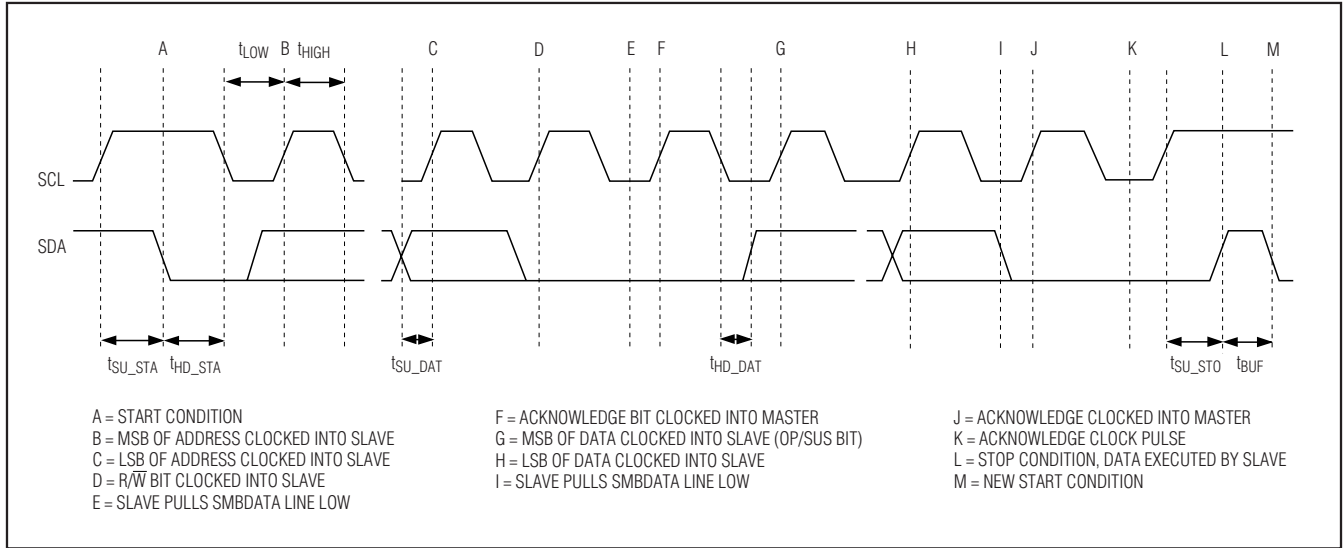 A tLOW B tHIGH C D E F G H I J K L M
SCL
SDA
tSU_STA tHD_STA tSU_DAT tHD_DAT tSU_STO tBUF
A = START CONDITION
B = MSB OF ADDRESS CLOCKED INTO SLAVE
C = LSB OF ADDRESS CLOCKED INTO SLAVE
D = R/W̅ BIT CLOCKED INTO SLAVE
E = SLAVE PULLS SMBDATA LINE LOW
F = ACKNOWLEDGE BIT CLOCKED INTO MASTER
G = MSB OF DATA CLOCKED INTO SLAVE (OP/SUS BIT)
H = LSB OF DATA CLOCKED INTO SLAVE
I = SLAVE PULLS SMBDATA LINE LOW
J = ACKNOWLEDGE CLOCKED INTO MASTER
K = ACKNOWLEDGE CLOCK PULSE
L = STOP CONDITION, DATA EXECUTED BY SLAVE
M = NEW START CONDITION